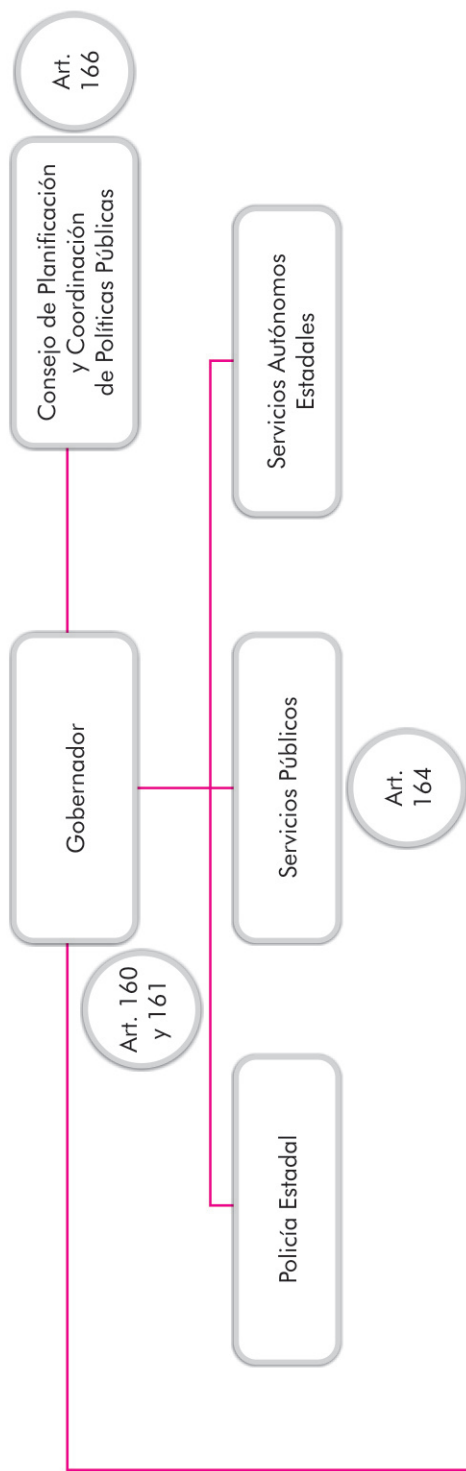 Gobernador
Consejo de Planificación
y Coordinación
de Políticas Públicas
Art.
166
Art. 160
y 161
Policía Estadal
Servicios Públicos
Servicios Autónomos
Estadales
Art.
164